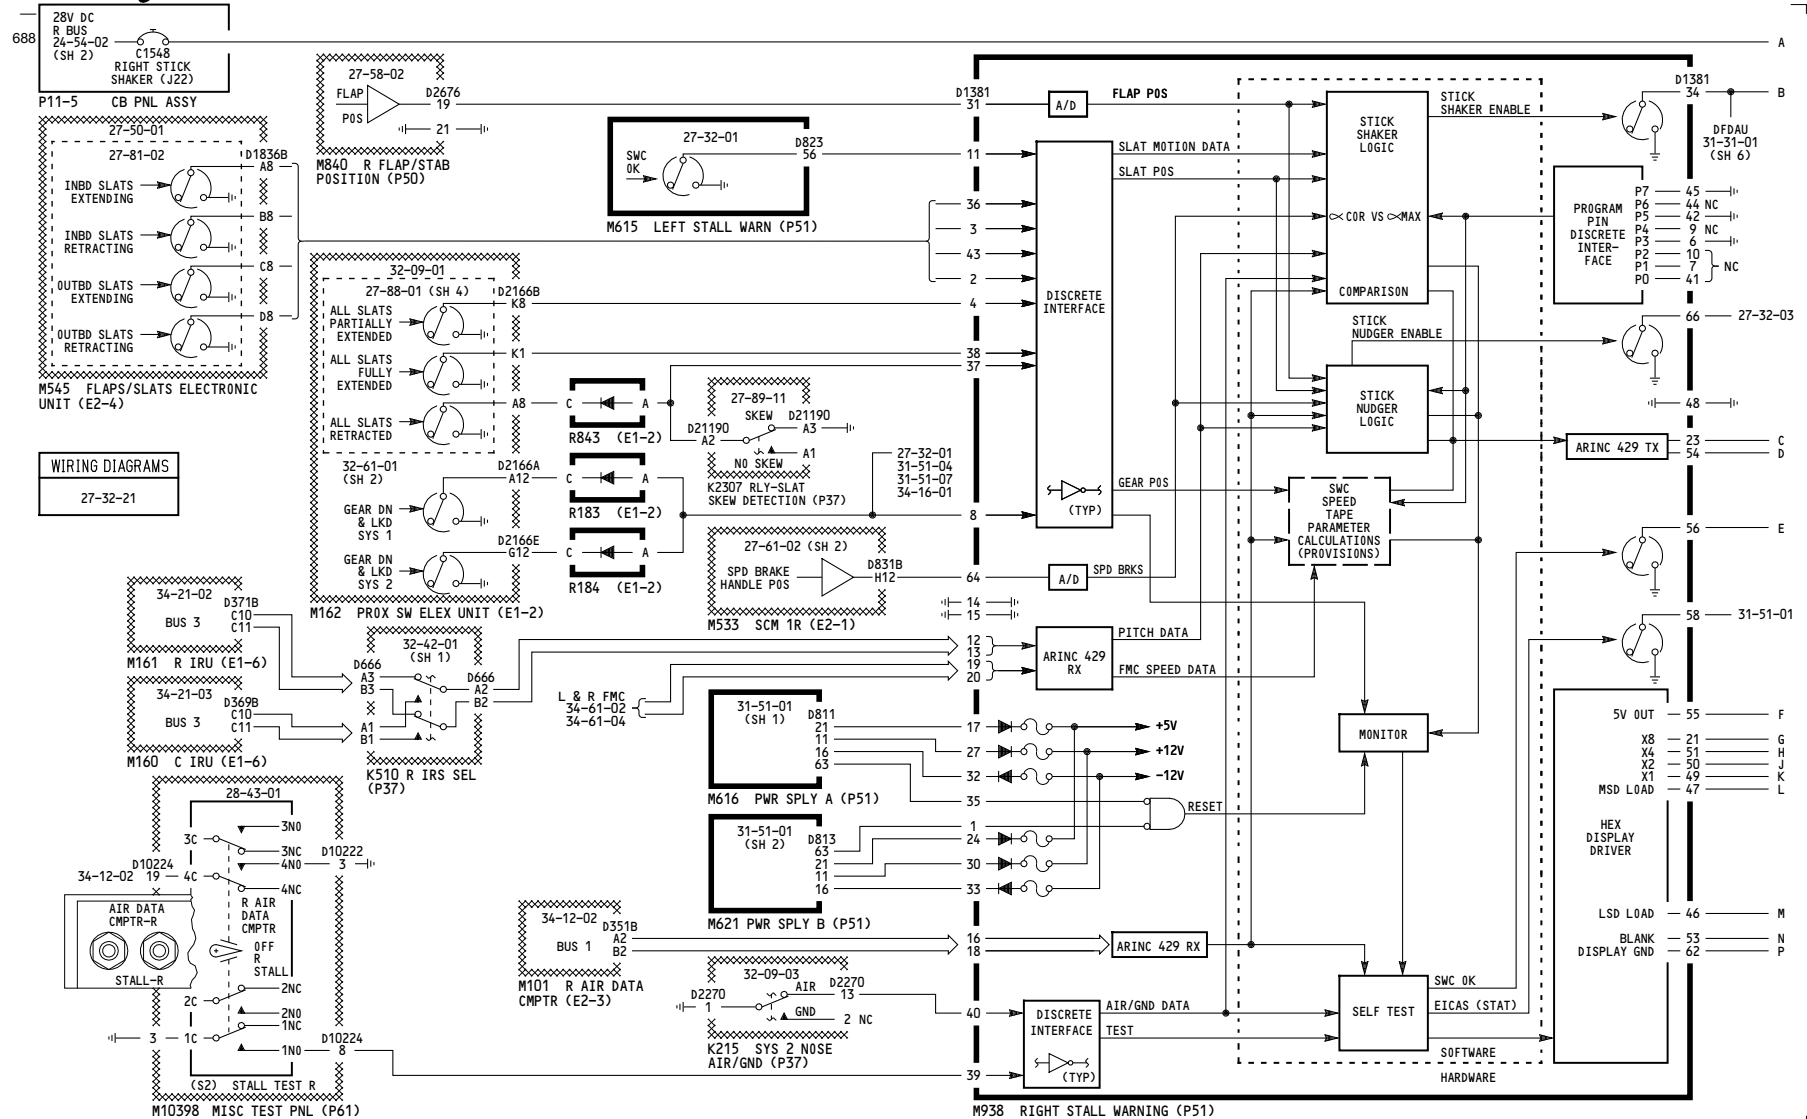 688
28V DC
R BUS
24-54-02
(SH 2)
C1548
RIGHT STICK
SHAKER (J22)
P11-5 CB PNL ASSY
A
27-50-01
27-81-02
D1836B
A8
INBD SLATS
EXTENDING
B8
INBD SLATS
RETRACTING
C8
OUTBD SLATS
EXTENDING
D8
OUTBD SLATS
RETRACTING
M545 FLAPS/SLATS ELECTRONIC
UNIT (E2-4)
WIRING DIAGRAMS
27-32-21
27-58-02
FLAP
POS
D2676
19
21
M840 R FLAP/STAB
POSITION (P50)
27-32-01
SWC
OK
D823
56
M615 LEFT STALL WARN (P51)
32-09-01
27-88-01 (SH 4)
D2166B
K8
ALL SLATS
PARTIALLY
EXTENDED
K1
ALL SLATS
FULLY
EXTENDED
A8
ALL SLATS
RETRACTED
32-61-01
(SH 2)
D2166A
A12
GEAR DN
& LKD
SYS 1
D2166E
G12
GEAR DN
& LKD
SYS 2
M162 PROX SW ELEX UNIT (E1-2)
C A
R843 (E1-2)
C A
R183 (E1-2)
C A
R184 (E1-2)
27-89-11
SKEW
D21190
A3
D21190
A2
A1
NO SKEW
K2307 RLY-SLAT
SKEW DETECTION (P37)
27-32-01
31-51-04
31-51-07
34-16-01
27-61-02 (SH 2)
SPD BRAKE
HANDLE POS
D831B
H12
M533 SCM 1R (E2-1)
34-21-02
BUS 3
D371B
C10
C11
M161 R IRU (E1-6)
34-21-03
BUS 3
D369B
C10
C11
M160 C IRU (E1-6)
32-42-01
(SH 1)
D666
A3
B3
A1
B1
D666
A2
B2
K510 R IRS SEL
(P37)
L & R FMC
34-61-02
34-61-04
31-51-01
(SH 1)
D811
21
11
16
63
M616 PWR SPLY A (P51)
31-51-01
(SH 2)
D813
63
21
11
16
M621 PWR SPLY B (P51)
28-43-01
3NO
3C
3NC
4NO
D10222
3
34-12-02
D10224
19
4C
4NC
AIR DATA
CMPTR-R
STALL-R
R AIR
DATA
CMPTR
OFF
R
STALL
2NC
2C
2NO
1NC
3
1C
1NO
D10224
8
(S2) STALL TEST R
M10398 MISC TEST PNL (P61)
34-12-02
BUS 1
D351B
A2
B2
M101 R AIR DATA
CMPTR (E2-3)
32-09-03
D2270
1
AIR
D2270
13
GND
2 NC
K215 SYS 2 NOSE
AIR/GND (P37)
D1381
31
11
36
3
43
2
4
38
37
8
64
14
15
12
13
19
20
17
27
32
35
1
24
30
33
16
18
40
39
A/D
FLAP POS
DISCRETE
INTERFACE
(TYP)
SLAT MOTION DATA
SLAT POS
GEAR POS
A/D
SPD BRKS
ARINC 429
RX
PITCH DATA
FMC SPEED DATA
+5V
+12V
-12V
RESET
ARINC 429 RX
DISCRETE
INTERFACE
(TYP)
AIR/GND DATA
TEST
STICK
SHAKER
LOGIC
∝ COR VS ∝MAX
COMPARISON
STICK
SHAKER ENABLE
STICK
NUDGER ENABLE
STICK
NUDGER
LOGIC
SWC
SPEED
TAPE
PARAMETER
CALCULATIONS
(PROVISIONS)
MONITOR
SELF TEST
SWC OK
EICAS (STAT)
SOFTWARE
HARDWARE
D1381
34
B
DFDAU
31-31-01
(SH 6)
PROGRAM
PIN
DISCRETE
INTER-
FACE
P7 45
P6 44 NC
P5 42
P4 9 NC
P3 6
P2 10
P1 7 NC
P0 41
66 27-32-03
48
ARINC 429 TX
23 C
54 D
56 E
58 31-51-01
5V OUT 55 F
X8 21 G
X4 51 H
X2 50 J
X1 49 K
MSD LOAD 47 L
HEX
DISPLAY
DRIVER
LSD LOAD 46 M
BLANK 53 N
DISPLAY GND 62 P
M938 RIGHT STALL WARNING (P51)